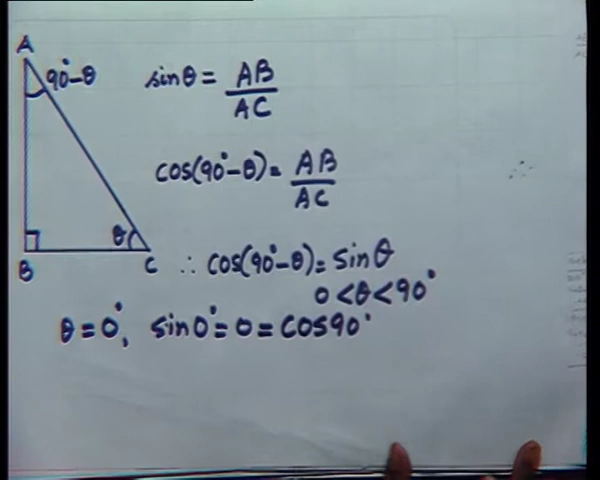 A
90°-θ
sinθ = AB/AC
cos(90°-θ) = AB/AC
θ
B
C
∴ cos(90°-θ) = sinθ
0<θ<90°
θ=0°, sin0°=0=cos90°